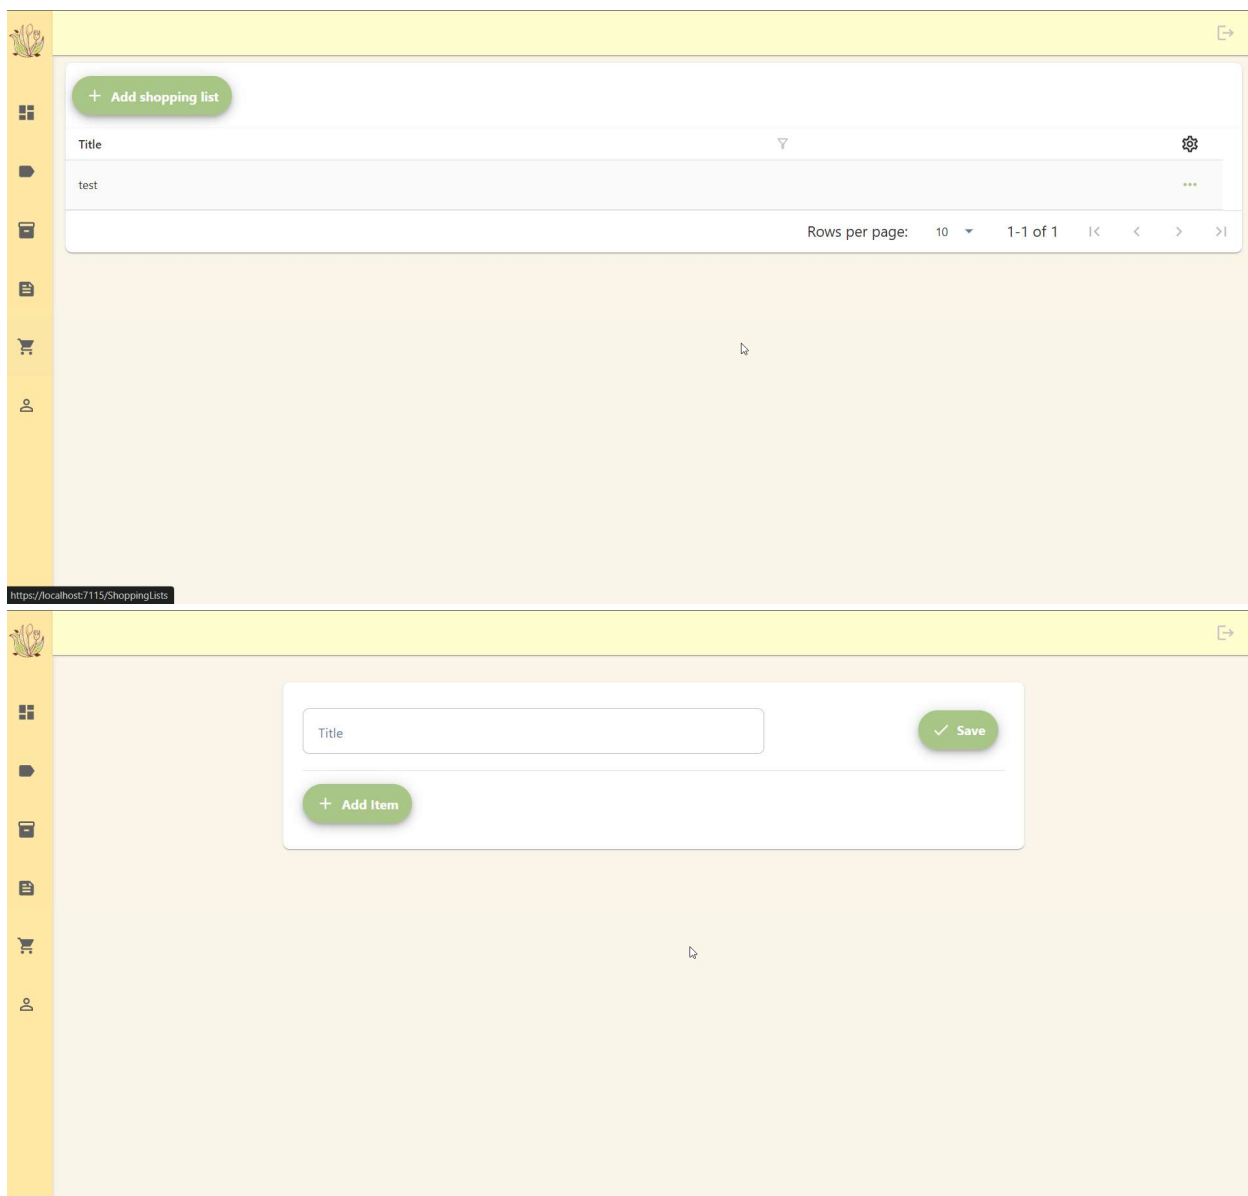 + Add shopping list
Title
test
Rows per page: 10 1-1 of 1
https://localhost:7115/ShoppingLists
Title
Save
+ Add Item